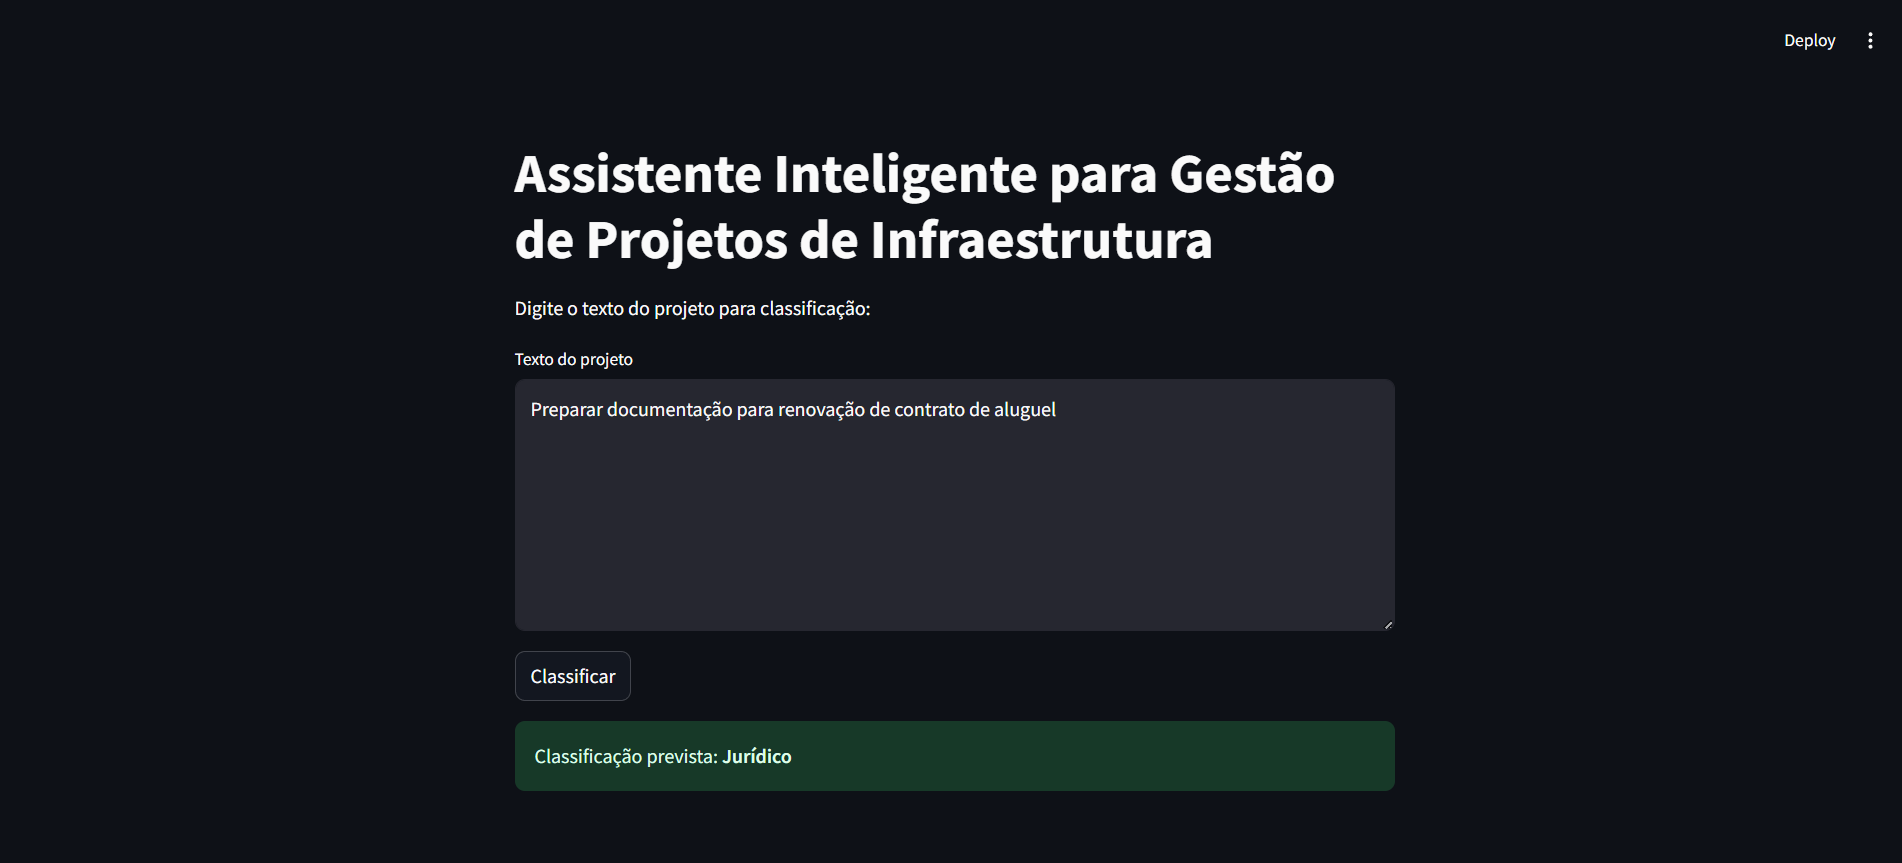 Deploy
Assistente Inteligente para Gestão
de Projetos de Infraestrutura
Digite o texto do projeto para classificação:
Texto do projeto
Preparar documentação para renovação de contrato de aluguel
Classificar
Classificação prevista: Jurídico